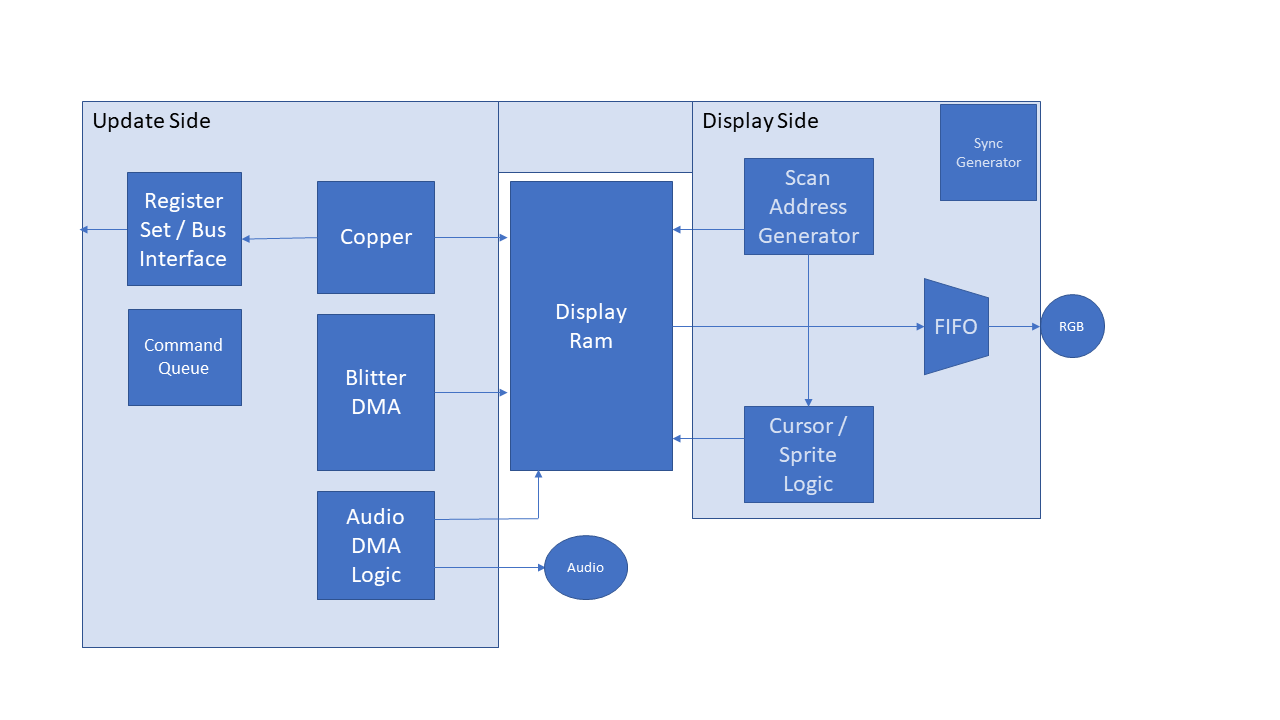 Update Side
Register
Set / Bus
Interface
Command
Queue
Copper
Blitter
DMA
Audio
DMA
Logic
Display
Ram
Audio
Display Side
Scan
Address
Generator
Sync
Generator
FIFO
RGB
Cursor /
Sprite
Logic